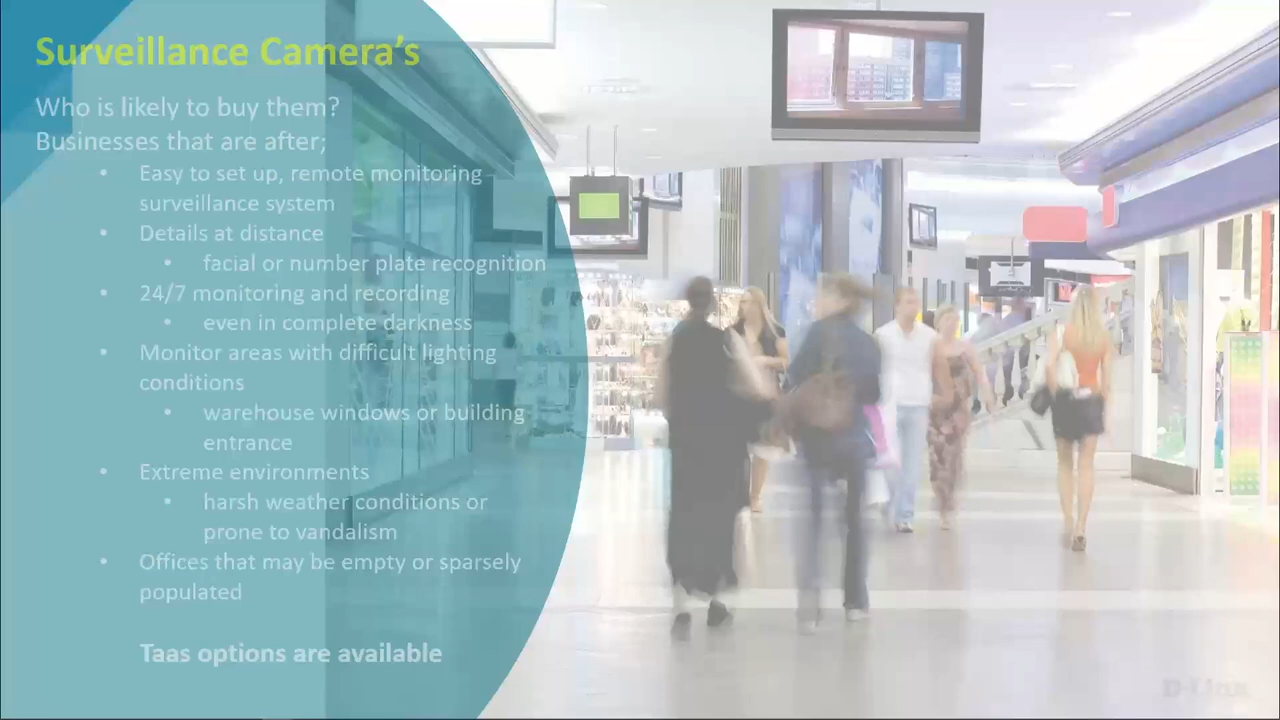 Surveillance Camera’s
Who is likely to buy them?
Businesses that are after;
• Easy to set up, remote monitoring
surveillance system
• Details at distance
• facial or number plate recognition
• 24/7 monitoring and recording
• even in complete darkness
• Monitor areas with difficult lighting
conditions
• warehouse windows or building
entrance
• Extreme environments
• harsh weather conditions or
prone to vandalism
• Offices that may be empty or sparsely
populated
Taas options are available
D-Link